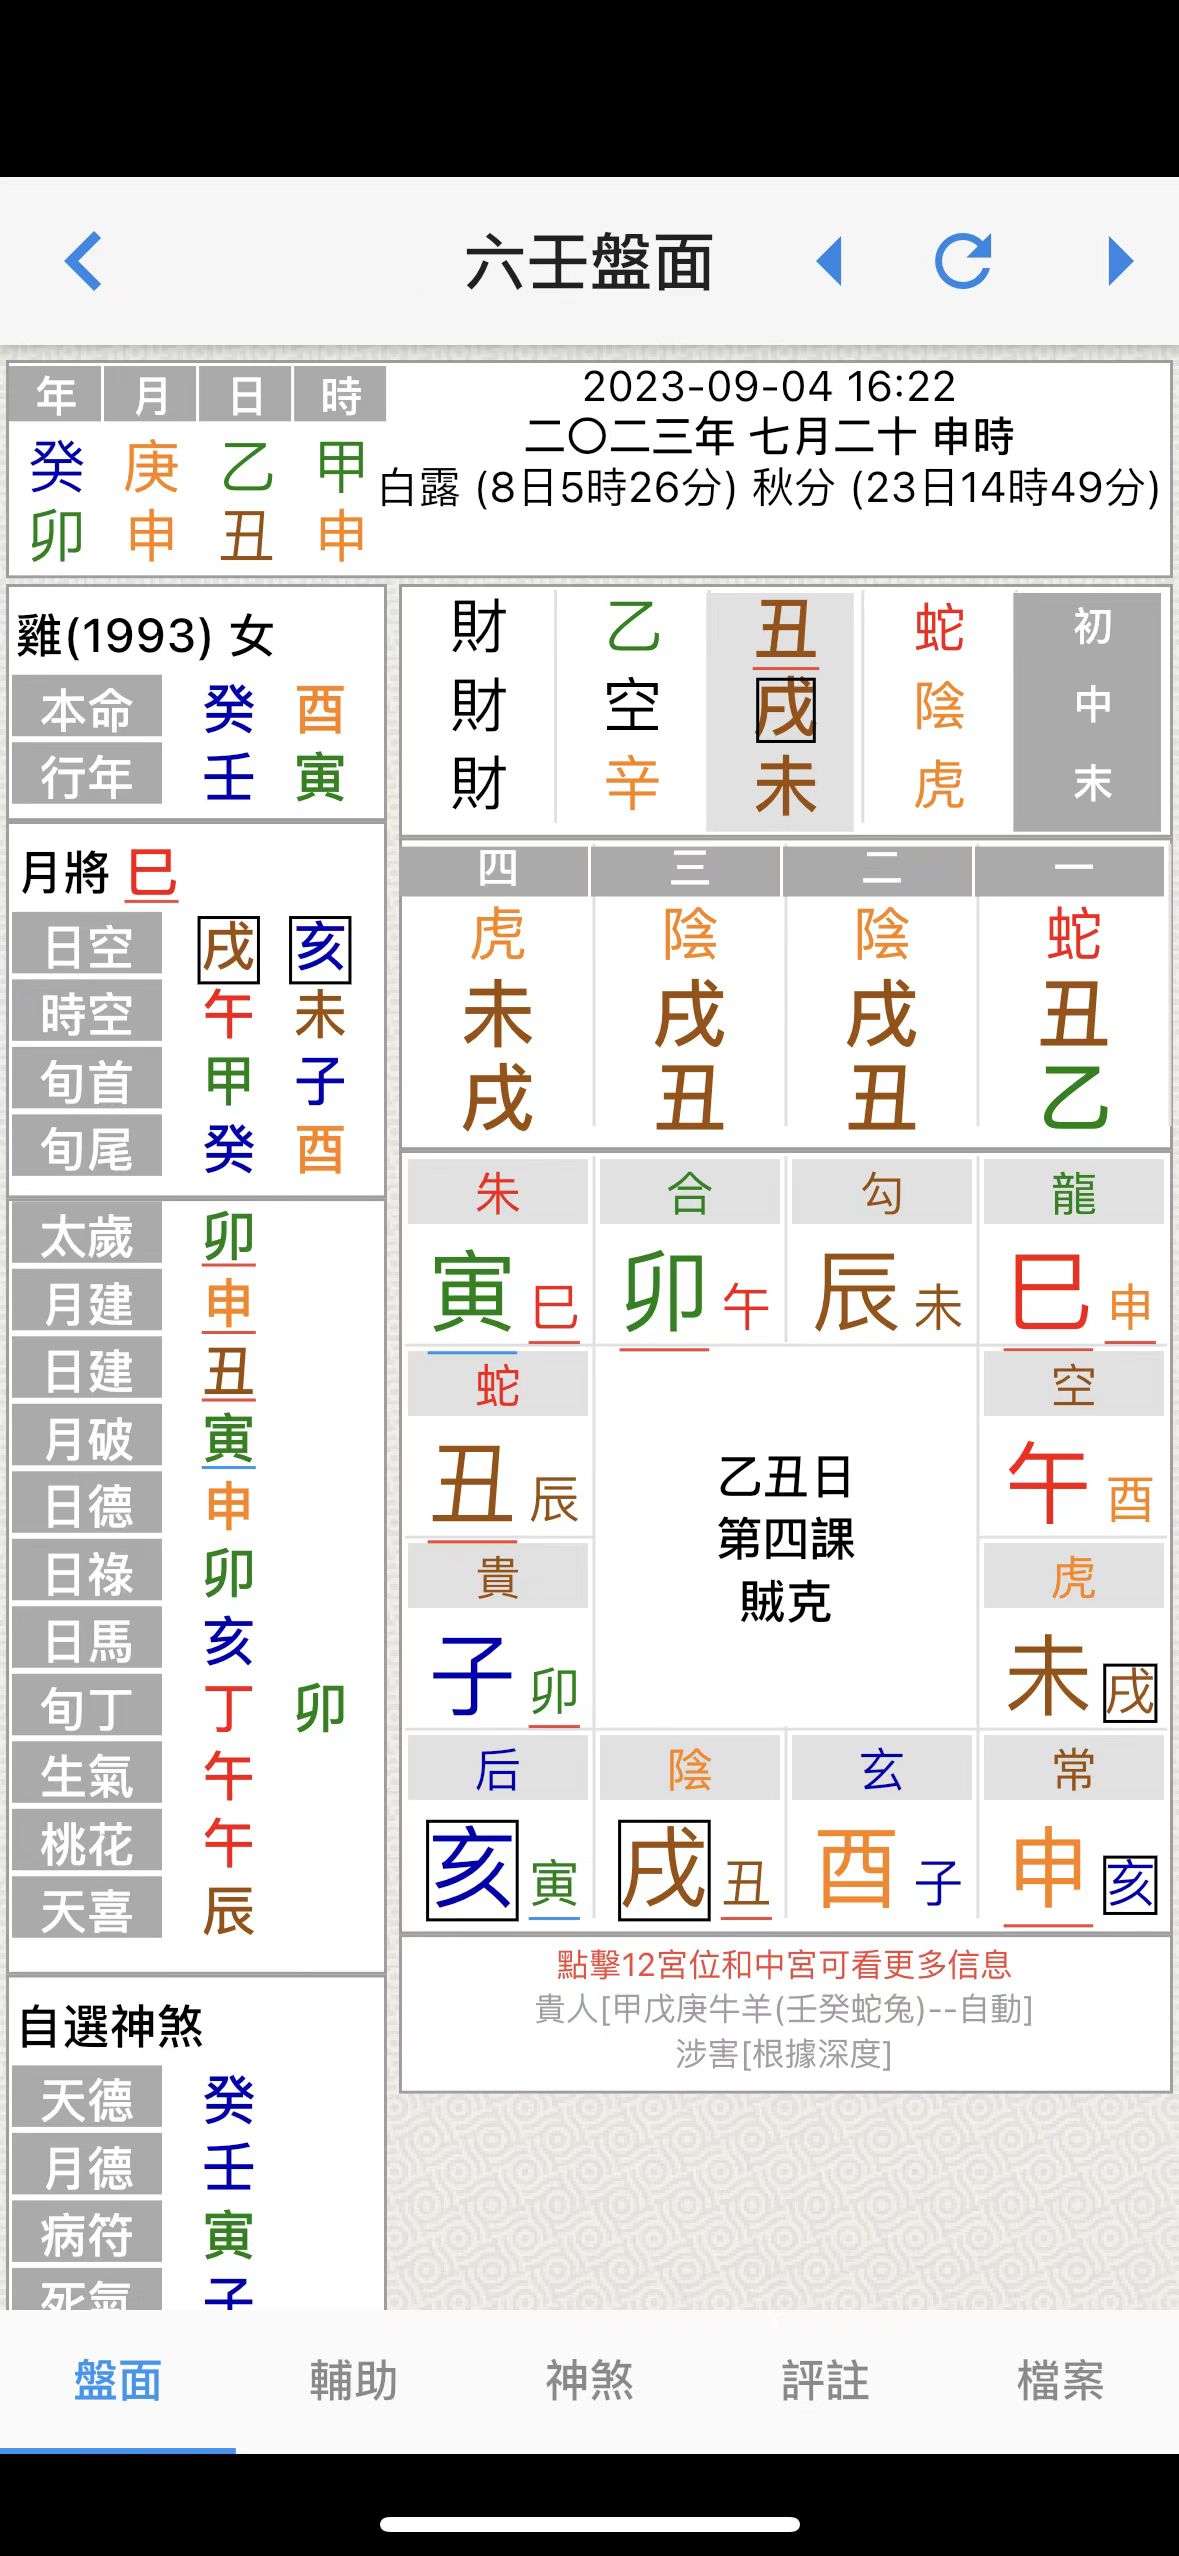 六壬盤面
年 月 日 時
癸 庚 乙 甲
卯 申 丑 申
2023-09-04 16:22
二〇二三年 七月二十 申時
白露 (8日5時26分) 秋分 (23日14時49分)
雞(1993) 女
本命 癸 酉
行年 壬 寅
月將 巳
日空 戌 亥
時空 午 未
旬首 甲 子
旬尾 癸 酉
太歲 卯
月建 申
日建 丑
月破 寅
日德 申
日祿 卯
日馬 亥
旬丁 丁 卯
生氣 午
桃花 午
天喜 辰
自選神煞
天德 癸
月德 壬
病符 寅
死氣 子
財 乙 丑 蛇 初
財 空 戌 陰 中
財 辛 未 虎 末
四 三 二 一
虎 陰 陰 蛇
未 戌 戌 丑
戌 丑 丑 乙
朱 合 勾 龍
寅 巳 卯 午 辰 未 巳 申
蛇 空
丑 辰 午 酉
乙丑日
第四課
賊克
貴 虎
子 卯 未 戌
后 陰 玄 常
亥 寅 戌 丑 酉 子 申 亥
點擊12宮位和中宮可看更多信息
貴人[甲戊庚牛羊(壬癸蛇兔)--自動]
涉害[根據深度]
盤面 輔助 神煞 評註 檔案